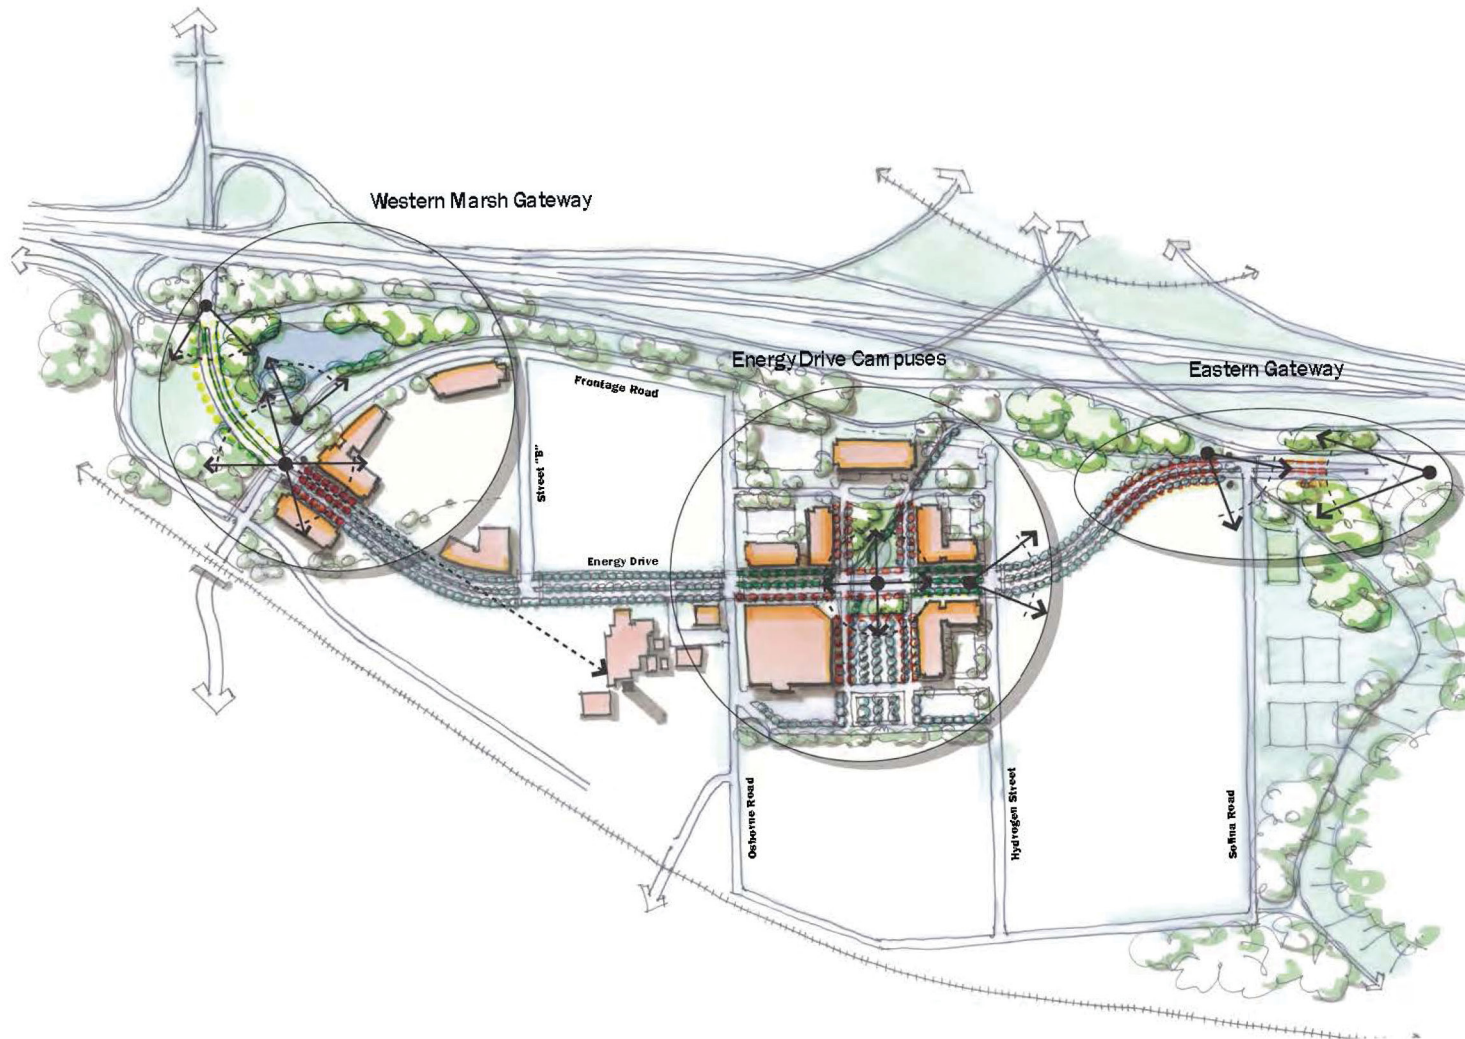 Western Marsh Gateway
Energy Drive Campuses
Eastern Gateway
Frontage Road
Street "B"
Energy Drive
Osborne Road
Hydrogen Street
Solina Road